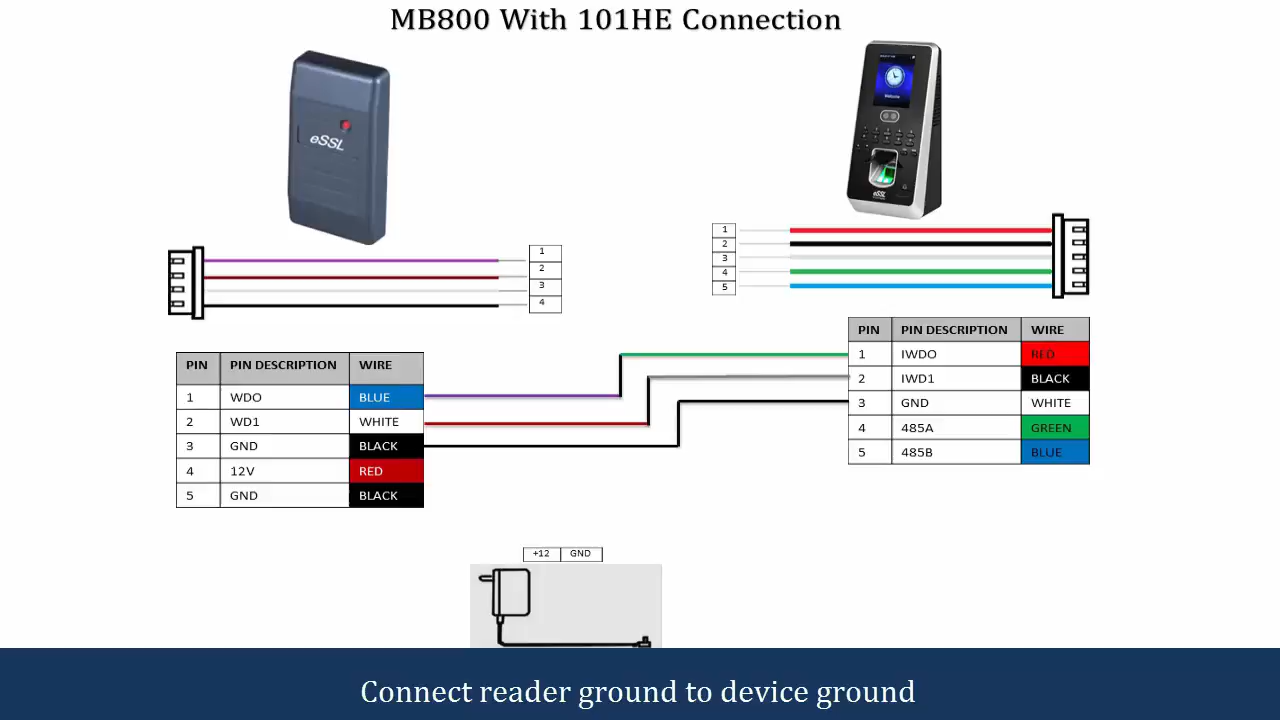 MB800 With 101HE Connection
eSSL
Welcome
eSSL
1
2
3
4
1
2
3
4
5
PIN PIN DESCRIPTION WIRE
1 WDO BLUE
2 WD1 WHITE
3 GND BLACK
4 12V RED
5 GND BLACK
PIN PIN DESCRIPTION WIRE
1 IWDO RED
2 IWD1 BLACK
3 GND WHITE
4 485A GREEN
5 485B BLUE
+12 GND
Connect reader ground to device ground